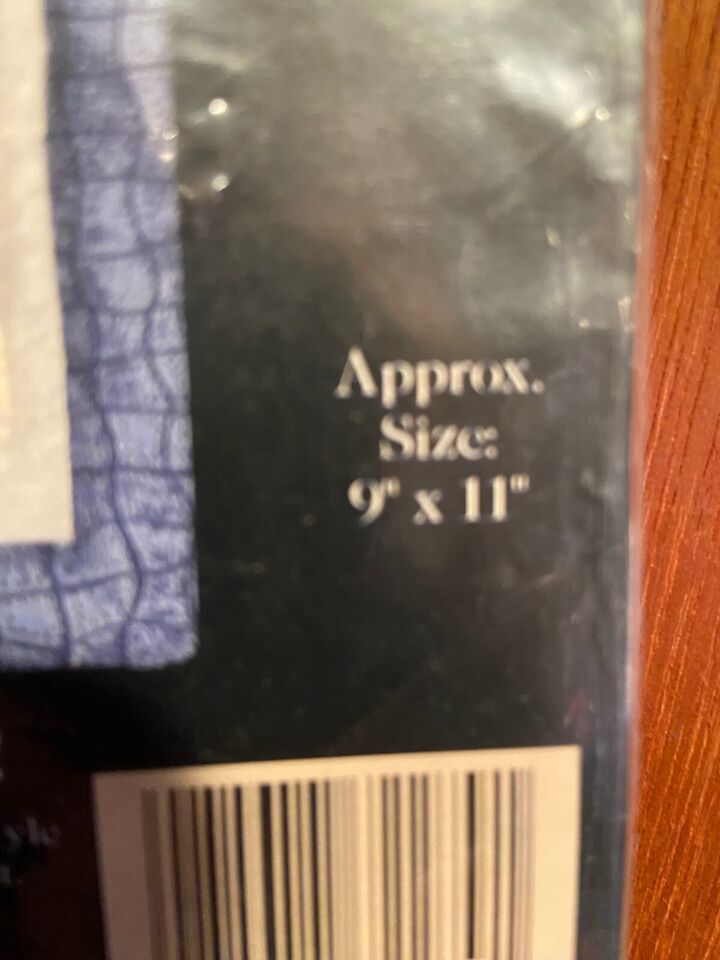 Approx.
Size:
9" x 11"